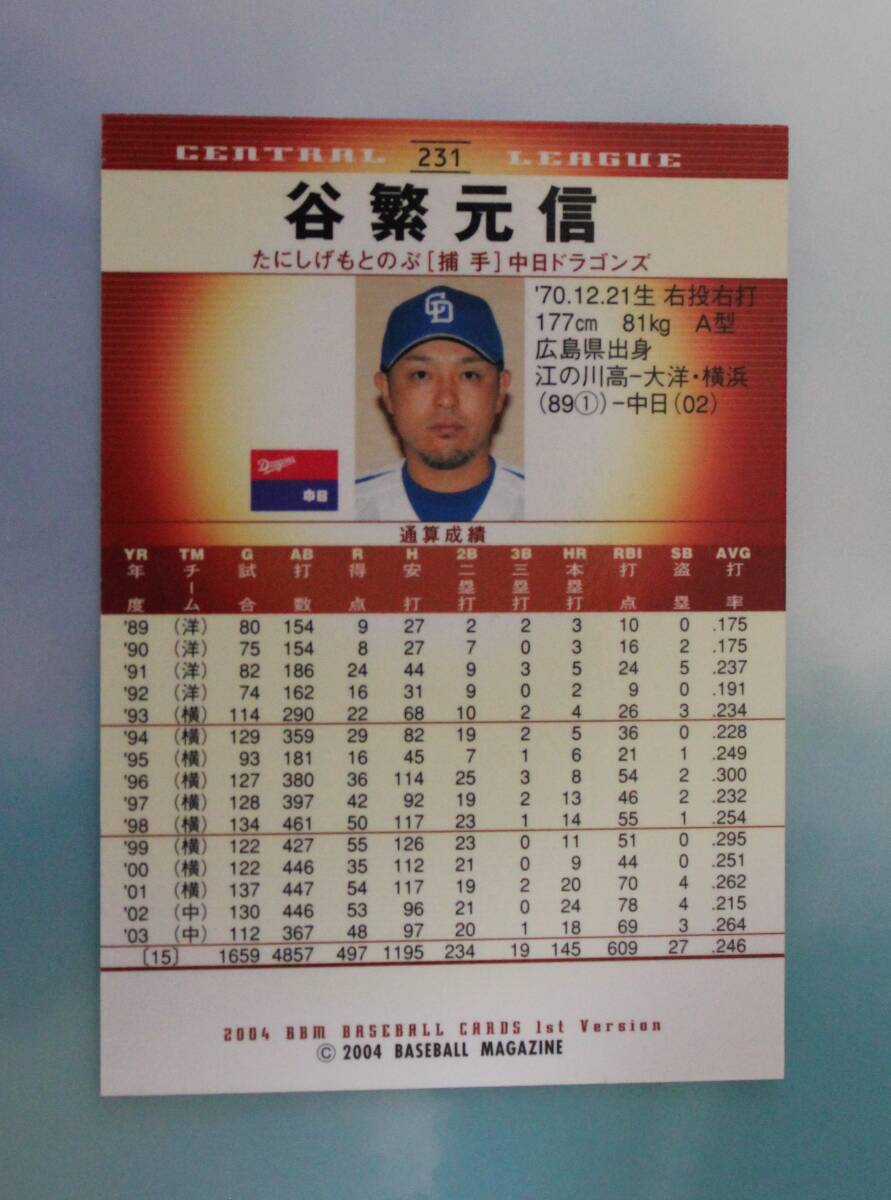 CENTRAL 231 LEAGUE
谷繁元信
たにしげもとのぶ[捕 手]中日ドラゴンズ
'70.12.21生 右投右打
177cm 81kg A型
広島県出身
江の川高−大洋・横浜
(89①)−中日(02)
CD
Dragons
中日
通算成績
YR TM G AB R H 2B 3B HR RBI SB AVG
年度 チーム 試合 打数 得点 安打 二塁打 三塁打 本塁打 打点 盗塁 打率
'89 (洋) 80 154 9 27 2 2 3 10 0 .175
'90 (洋) 75 154 8 27 7 0 3 16 2 .175
'91 (洋) 82 186 24 44 9 3 5 24 5 .237
'92 (洋) 74 162 16 31 9 0 2 9 0 .191
'93 (横) 114 290 22 68 10 2 4 26 3 .234
'94 (横) 129 359 29 82 19 2 5 36 0 .228
'95 (横) 93 181 16 45 7 1 6 21 1 .249
'96 (横) 127 380 36 114 25 3 8 54 2 .300
'97 (横) 128 397 42 92 19 2 13 46 2 .232
'98 (横) 134 461 50 117 23 1 14 55 1 .254
'99 (横) 122 427 55 126 23 0 11 51 0 .295
'00 (横) 122 446 35 112 21 0 9 44 0 .251
'01 (横) 137 447 54 117 19 2 20 70 4 .262
'02 (中) 130 446 53 96 21 0 24 78 4 .215
'03 (中) 112 367 48 97 20 1 18 69 3 .264
[15] 1659 4857 497 1195 234 19 145 609 27 .246
2004 BBM BASEBALL CARDS 1st Version
© 2004 BASEBALL MAGAZINE